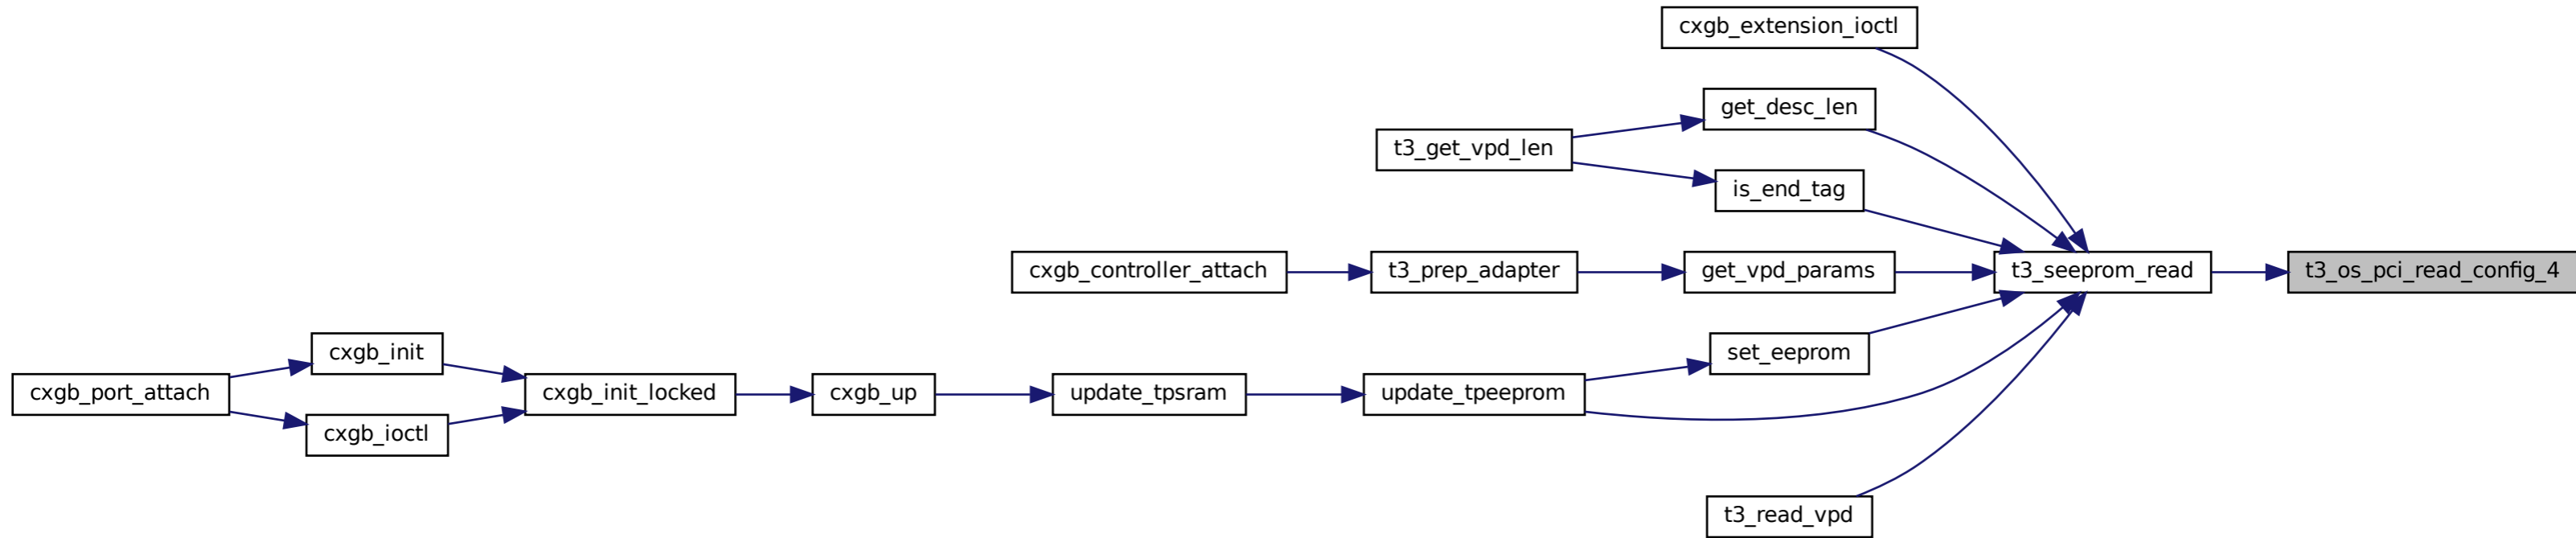 cxgb_extension_ioctl
get_desc_len
t3_get_vpd_len
is_end_tag
cxgb_controller_attach
t3_prep_adapter
get_vpd_params
t3_seeprom_read
t3_os_pci_read_config_4
cxgb_init
set_eeprom
cxgb_port_attach
cxgb_init_locked
cxgb_up
update_tpsram
update_tpeeprom
cxgb_ioctl
t3_read_vpd